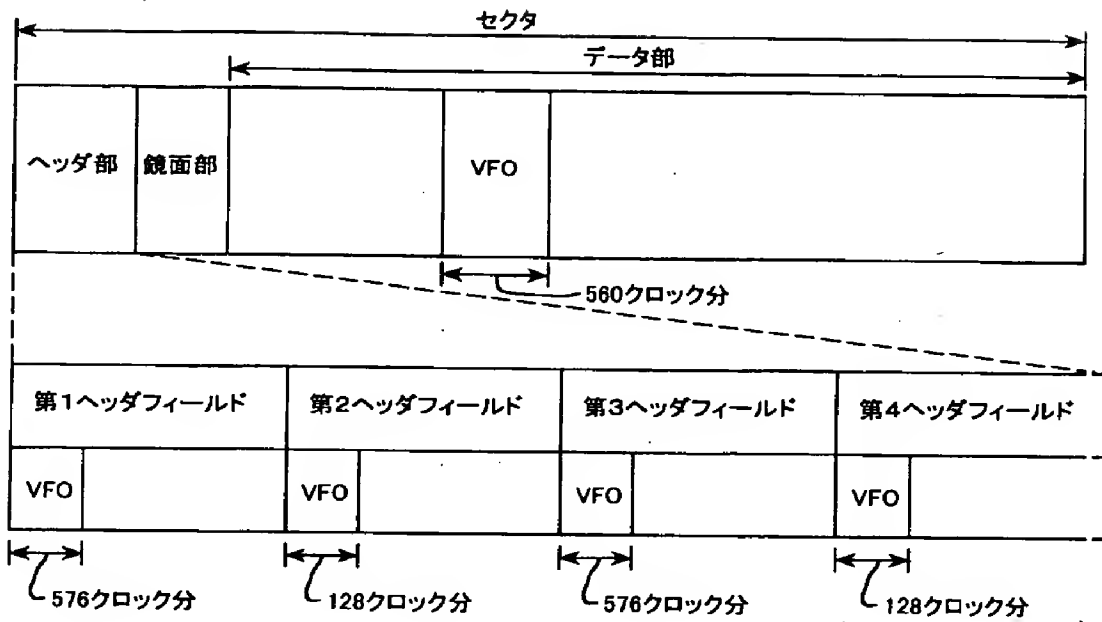 セクタ
データ部
ヘッダ部
鏡面部
VFO
560クロック分
第1ヘッダフィールド
第2ヘッダフィールド
第3ヘッダフィールド
第4ヘッダフィールド
VFO
VFO
VFO
VFO
576クロック分
128クロック分
576クロック分
128クロック分